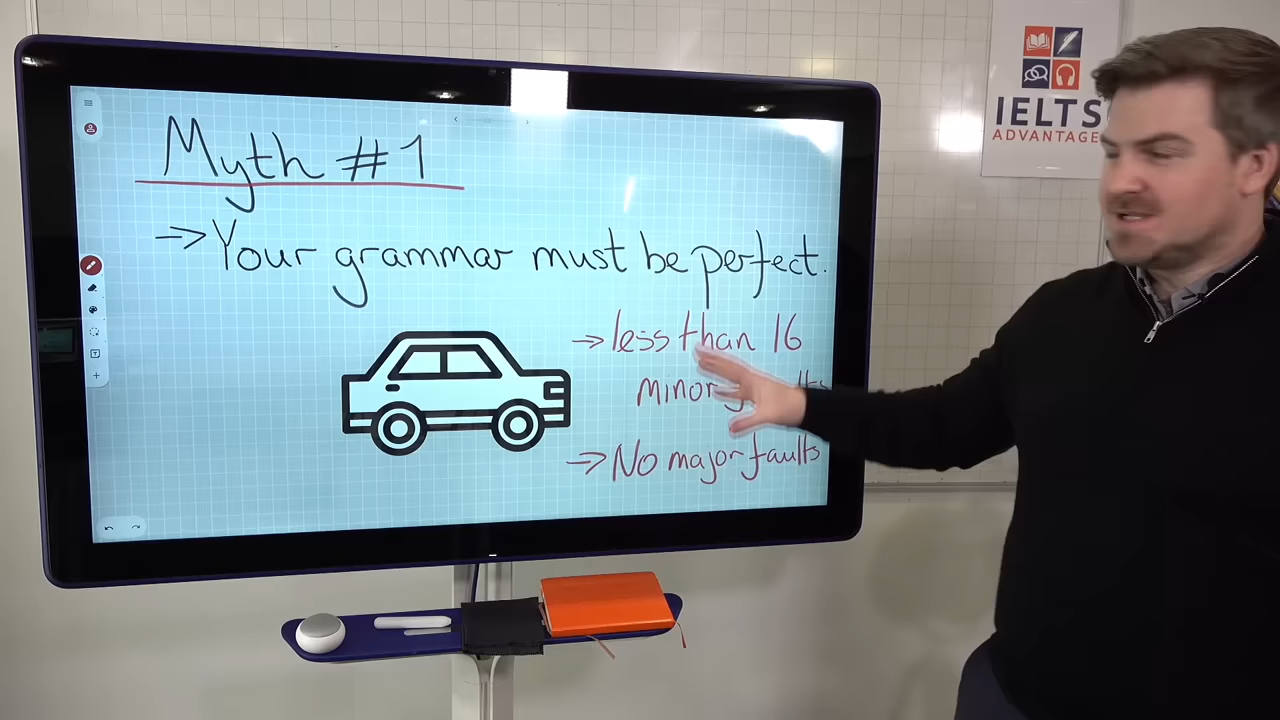 Myth #1
→ Your grammar must be perfect.
→ less than 16
minor
→ No major faults
IELTS
ADVANTAGE